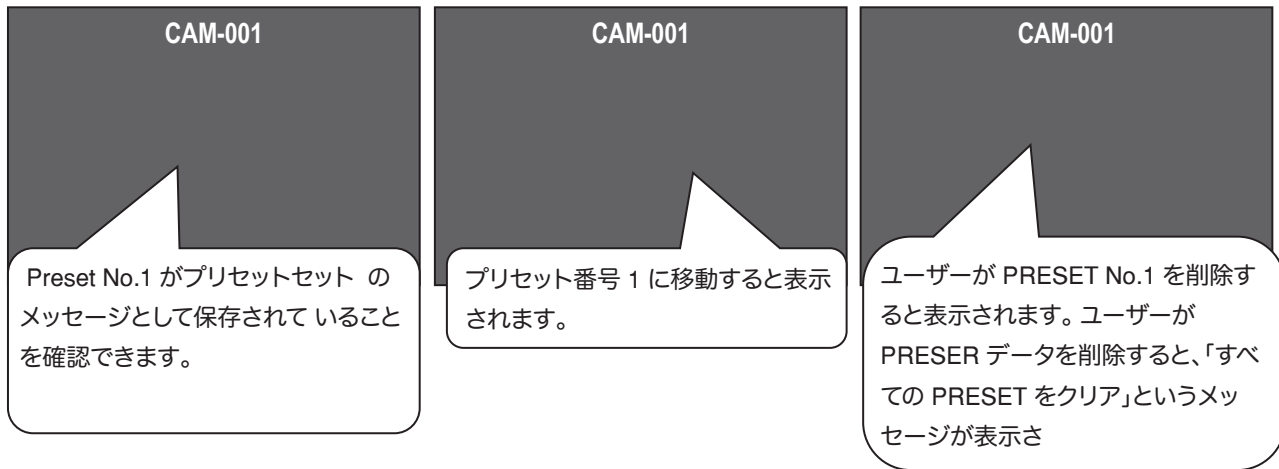 CAM-001
Preset No.1 がプリセットセット の
メッセージとして保存されて いること
を確認できます。
CAM-001
プリセット番号 1 に移動すると表示
されます。
CAM-001
ユーザーが PRESET No.1 を削除す
ると表示されます。ユーザーが
PRESER データを削除すると、「すべ
ての PRESET をクリア」というメッ
セージが表示さ